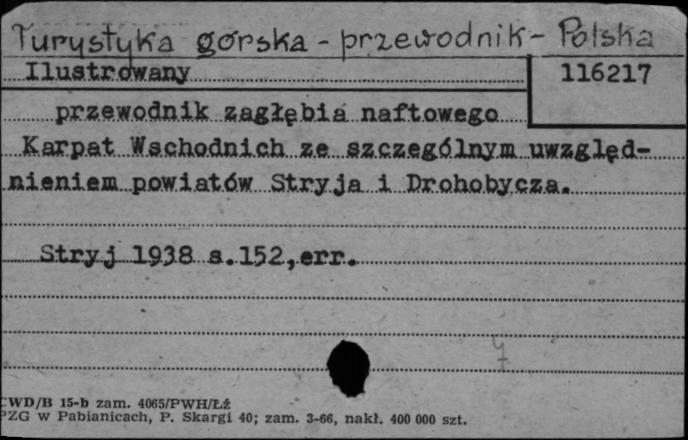 Turystyka górska - przewodnik - Polska
Ilustrowany
116217
przewodnik zagłębia naftowego
Karpat Wschodnich ze szczególnym uwzględ-
nieniem powiatów Stryja i Drohobycza.
Stryj 1938 s.152,err.
CWD/B 15-b zam. 4065/PWH/Łź
PZG w Pabianicach, P. Skargi 40; zam. 3-66, nakł. 400 000 szt.